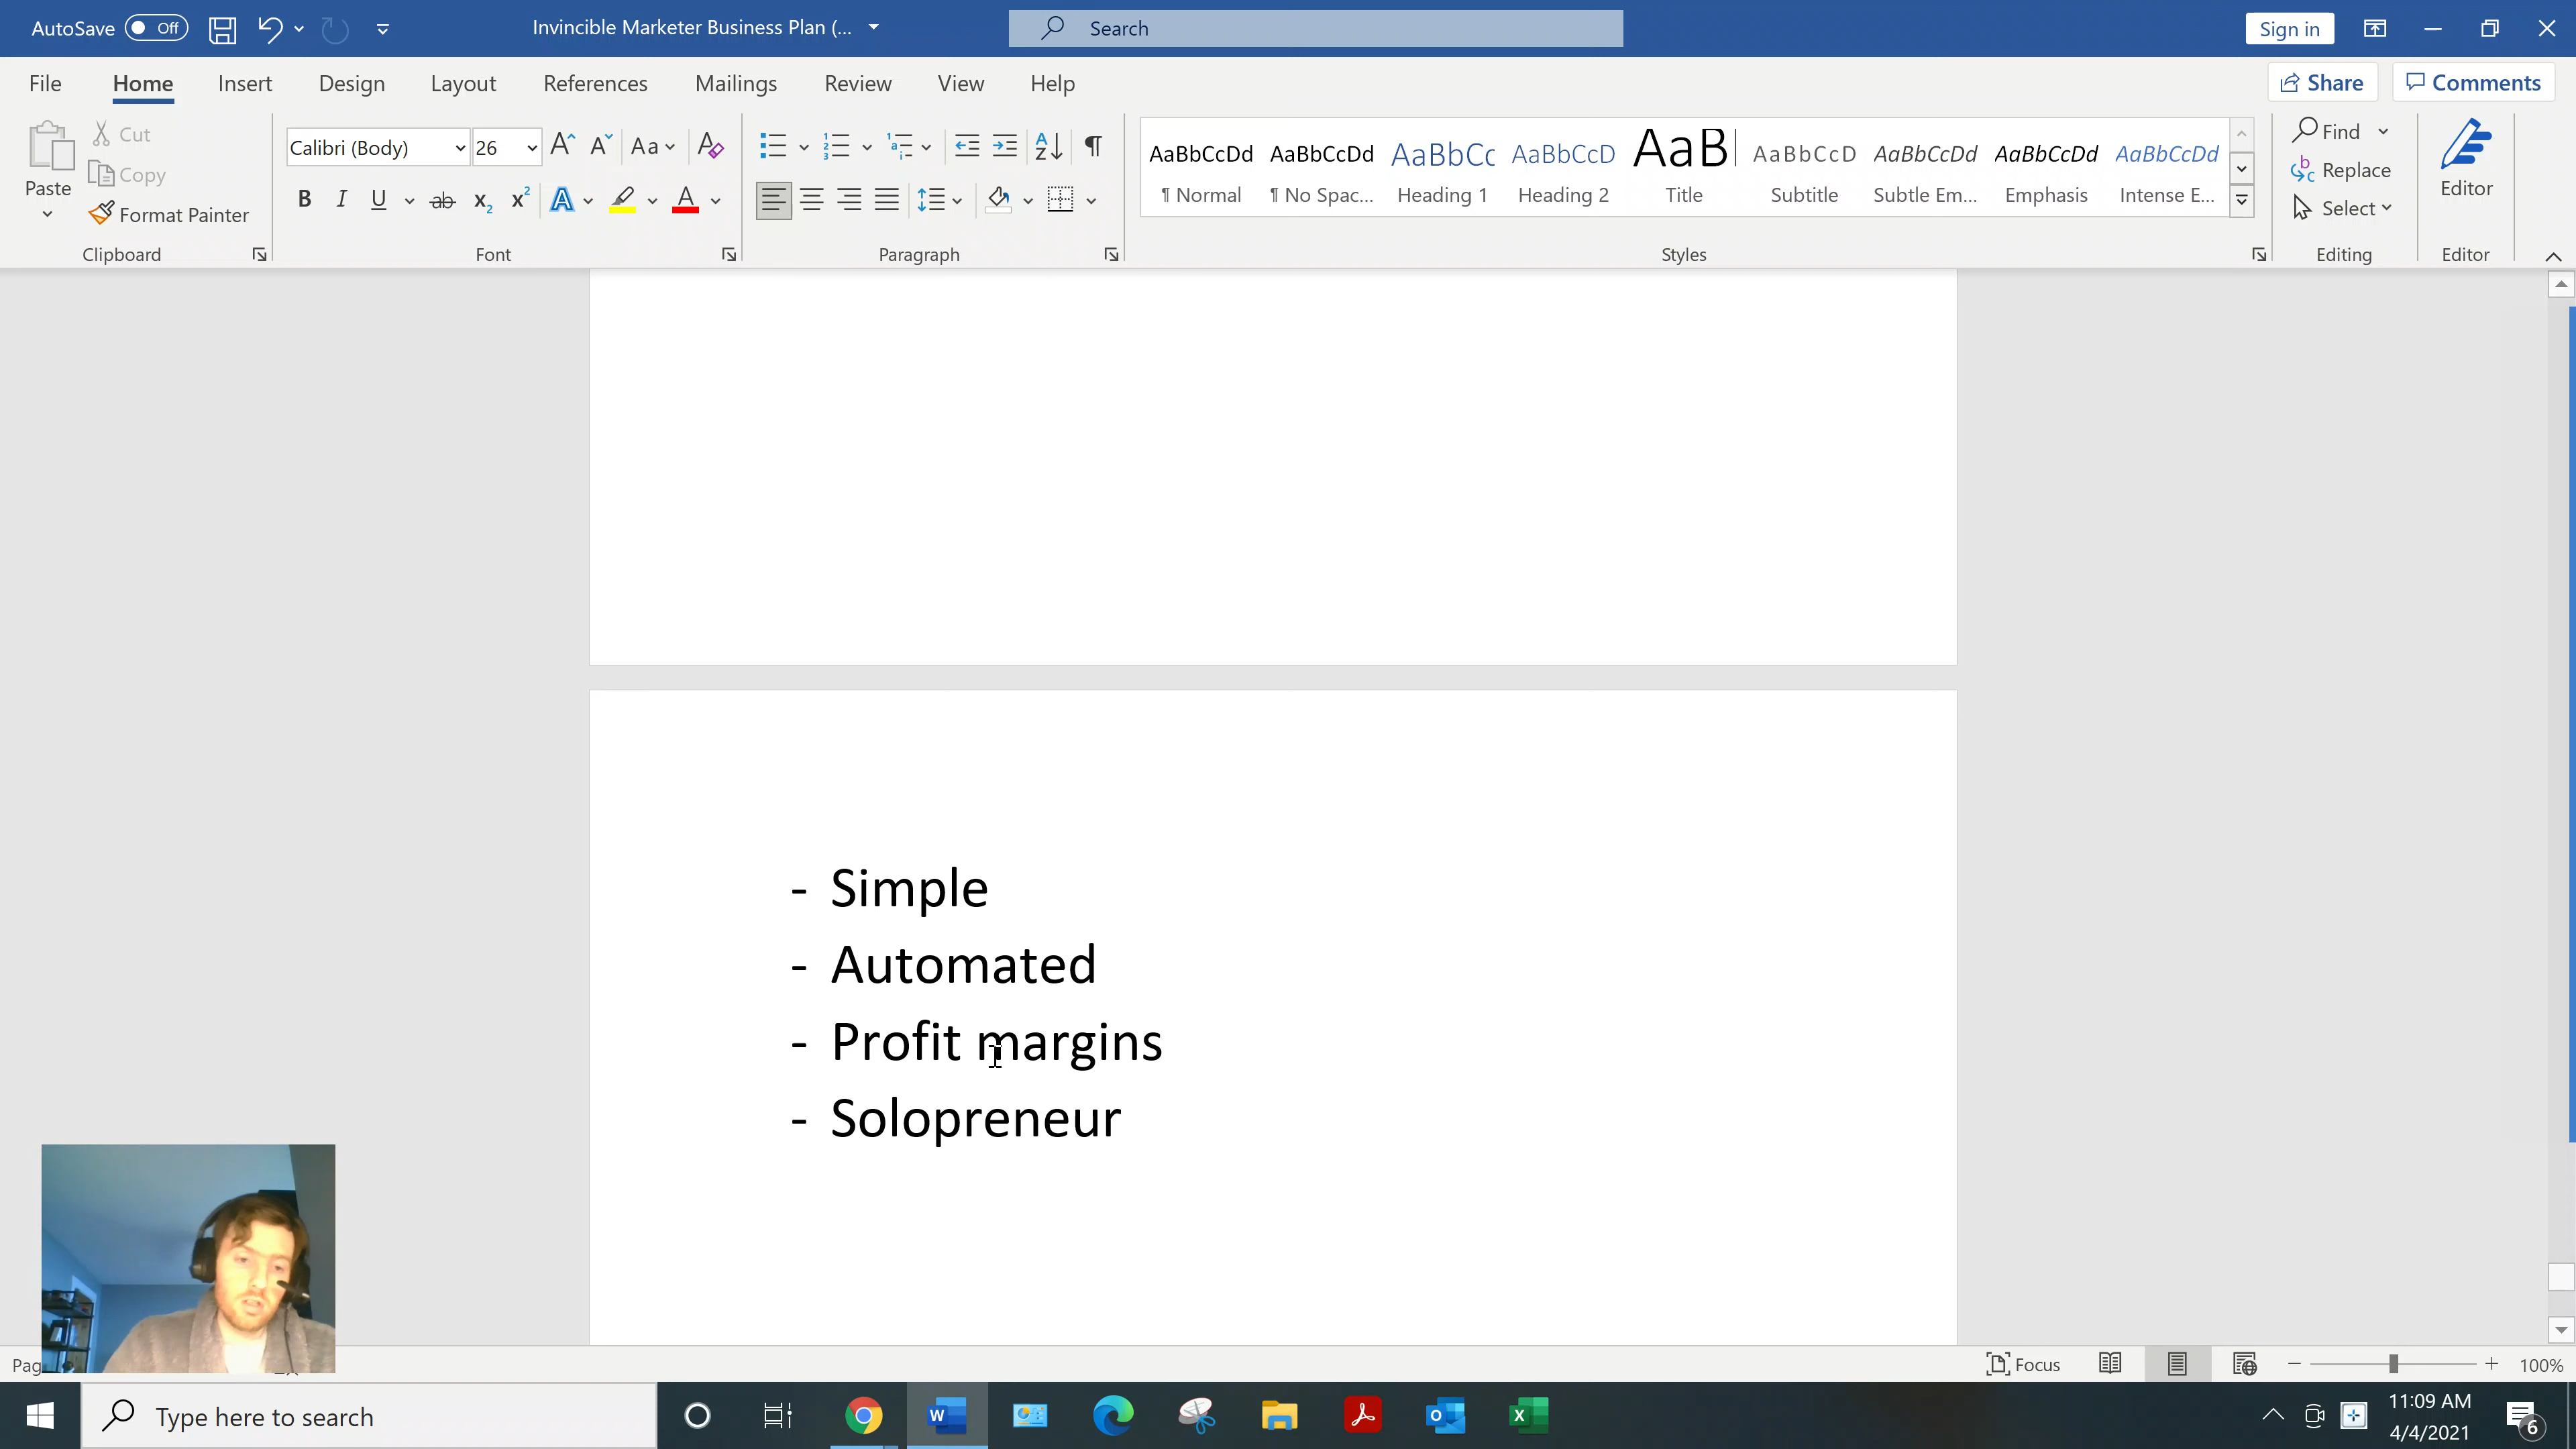 AutoSave Off Invincible Marketer Business Plan (... Search Sign in
File Home Insert Design Layout References Mailings Review View Help Share Comments
Paste Cut Copy Format Painter
Calibri (Body) 26
AaBbCcDd AaBbCcDd AaBbCc AaBbCcD AaB AaBbCcD AaBbCcDd AaBbCcDd AaBbCcDd
¶ Normal ¶ No Spac... Heading 1 Heading 2 Title Subtitle Subtle Em... Emphasis Intense E...
Find Replace Select Editor
Clipboard Font Paragraph Styles Editing Editor
- Simple
- Automated
- Profit margins
- Solopreneur
Focus 100%
Type here to search
11:09 AM
4/4/2021
6